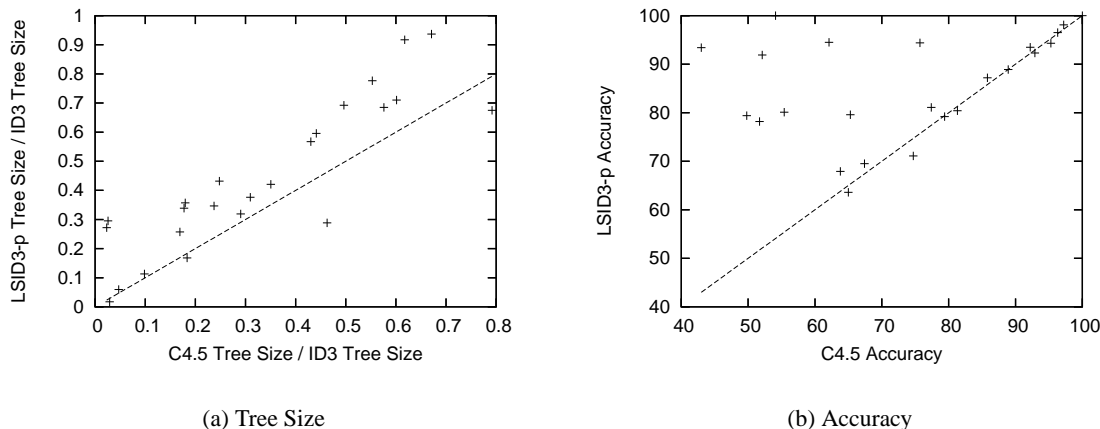 1
0.9
0.8
0.7
0.6
0.5
0.4
0.3
0.2
0.1
0
LSID3-p Tree Size / ID3 Tree Size
0 0.1 0.2 0.3 0.4 0.5 0.6 0.7 0.8
C4.5 Tree Size / ID3 Tree Size
(a) Tree Size
100
90
80
70
60
50
40
LSID3-p Accuracy
40 50 60 70 80 90 100
C4.5 Accuracy
(b) Accuracy